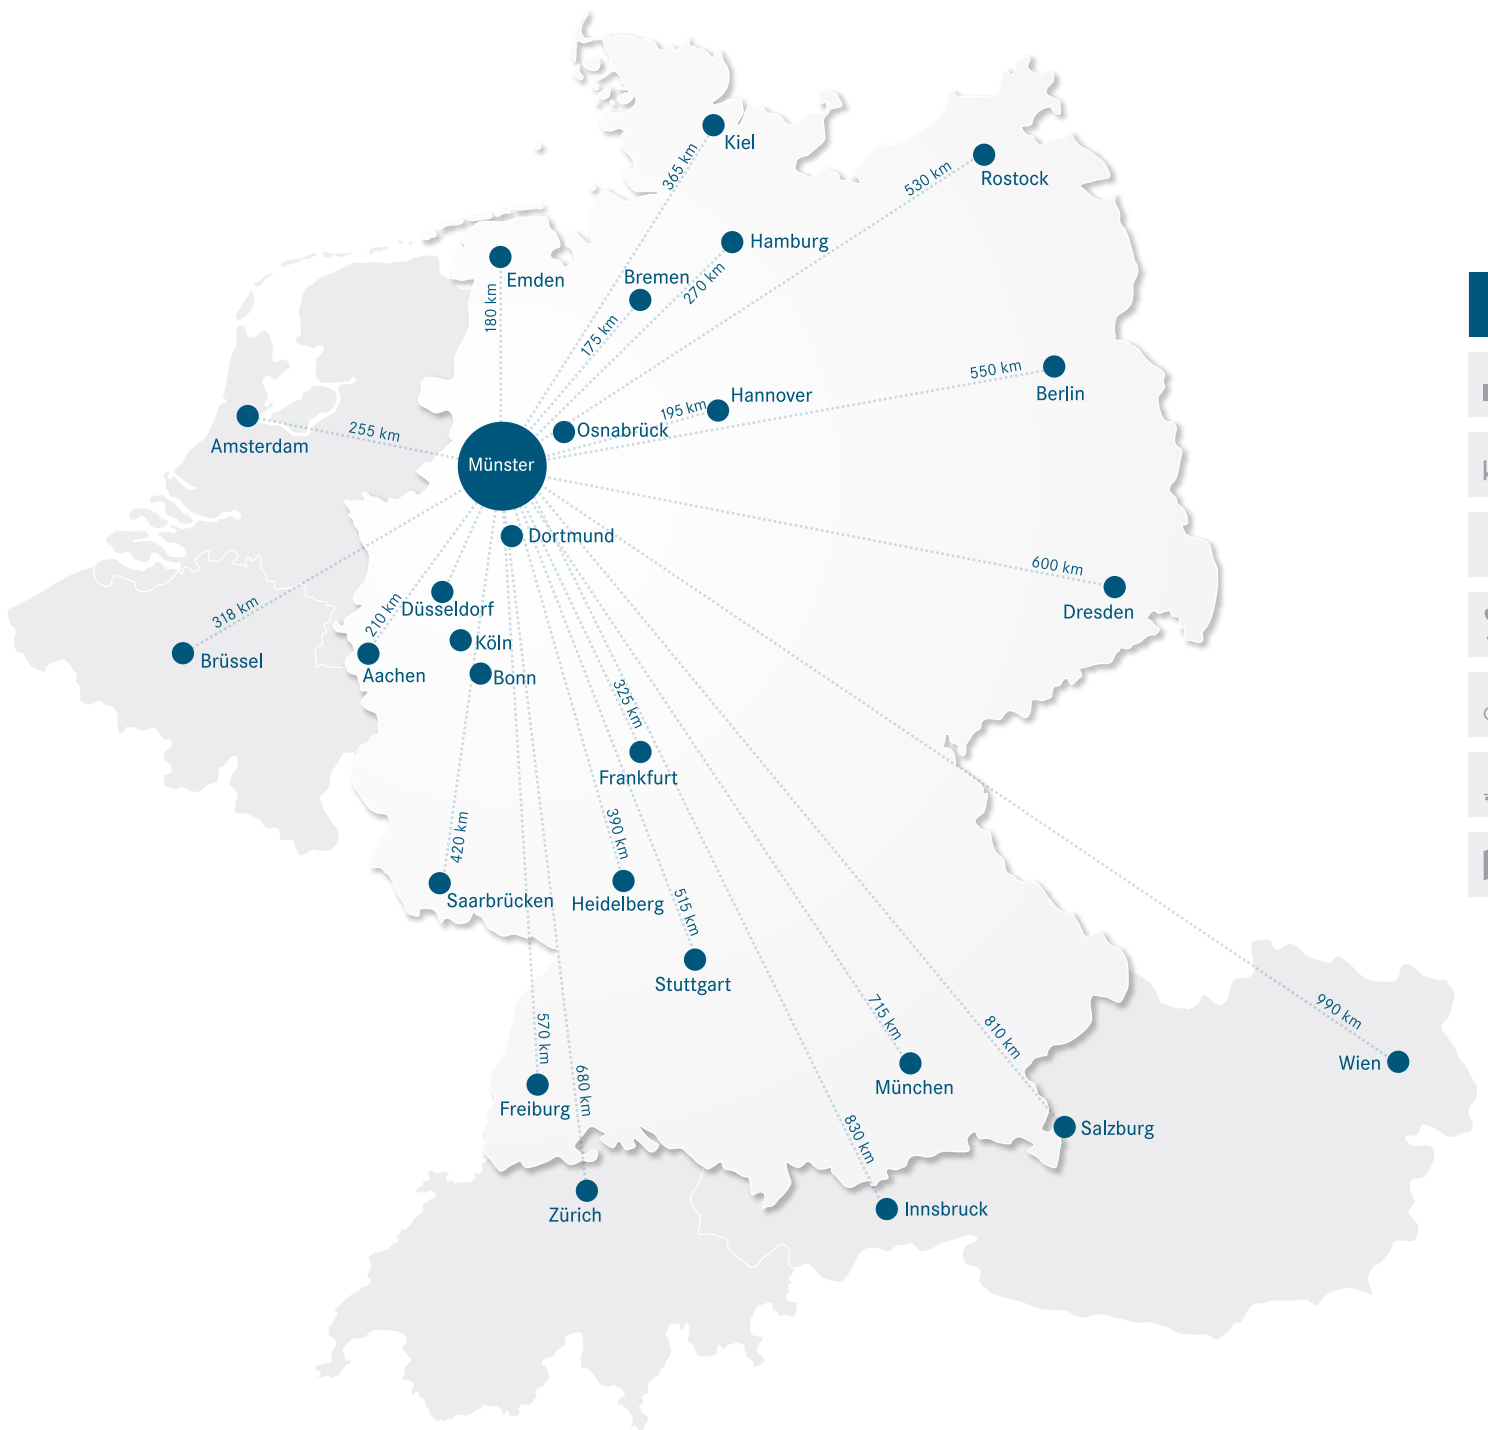 Kiel
365 km
530 km
Rostock
Hamburg
Emden
Bremen
270 km
180 km
175 km
550 km
Berlin
195 km
Hannover
Osnabrück
255 km
Amsterdam
Münster
Dortmund
600 km
Dresden
318 km
210 km
Düsseldorf
Brüssel
Aachen
Köln
Bonn
325 km
Frankfurt
420 km
390 km
Saarbrücken
Heidelberg
515 km
Stuttgart
570 km
715 km
810 km
990 km
Wien
680 km
Freiburg
München
830 km
Salzburg
Zürich
Innsbruck